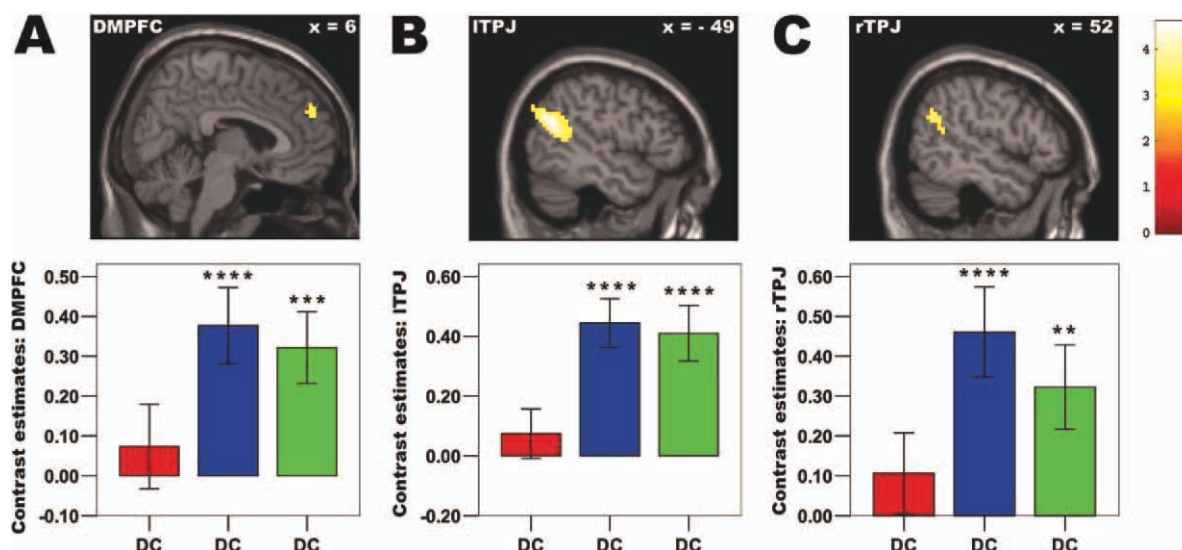 A
DMPFC
x = 6
B
lTPJ
x = - 49
C
rTPJ
x = 52
4
3
2
1
0
Contrast estimates: DMPFC
0.50
0.40
0.30
0.20
0.10
0.00
-0.10
****
***
DC
DC
DC
Contrast estimates: lTPJ
0.60
0.40
0.20
0.00
-0.20
****
****
DC
DC
DC
Contrast estimates: rTPJ
0.60
0.50
0.40
0.30
0.20
0.10
0.00
****
**
DC
DC
DC